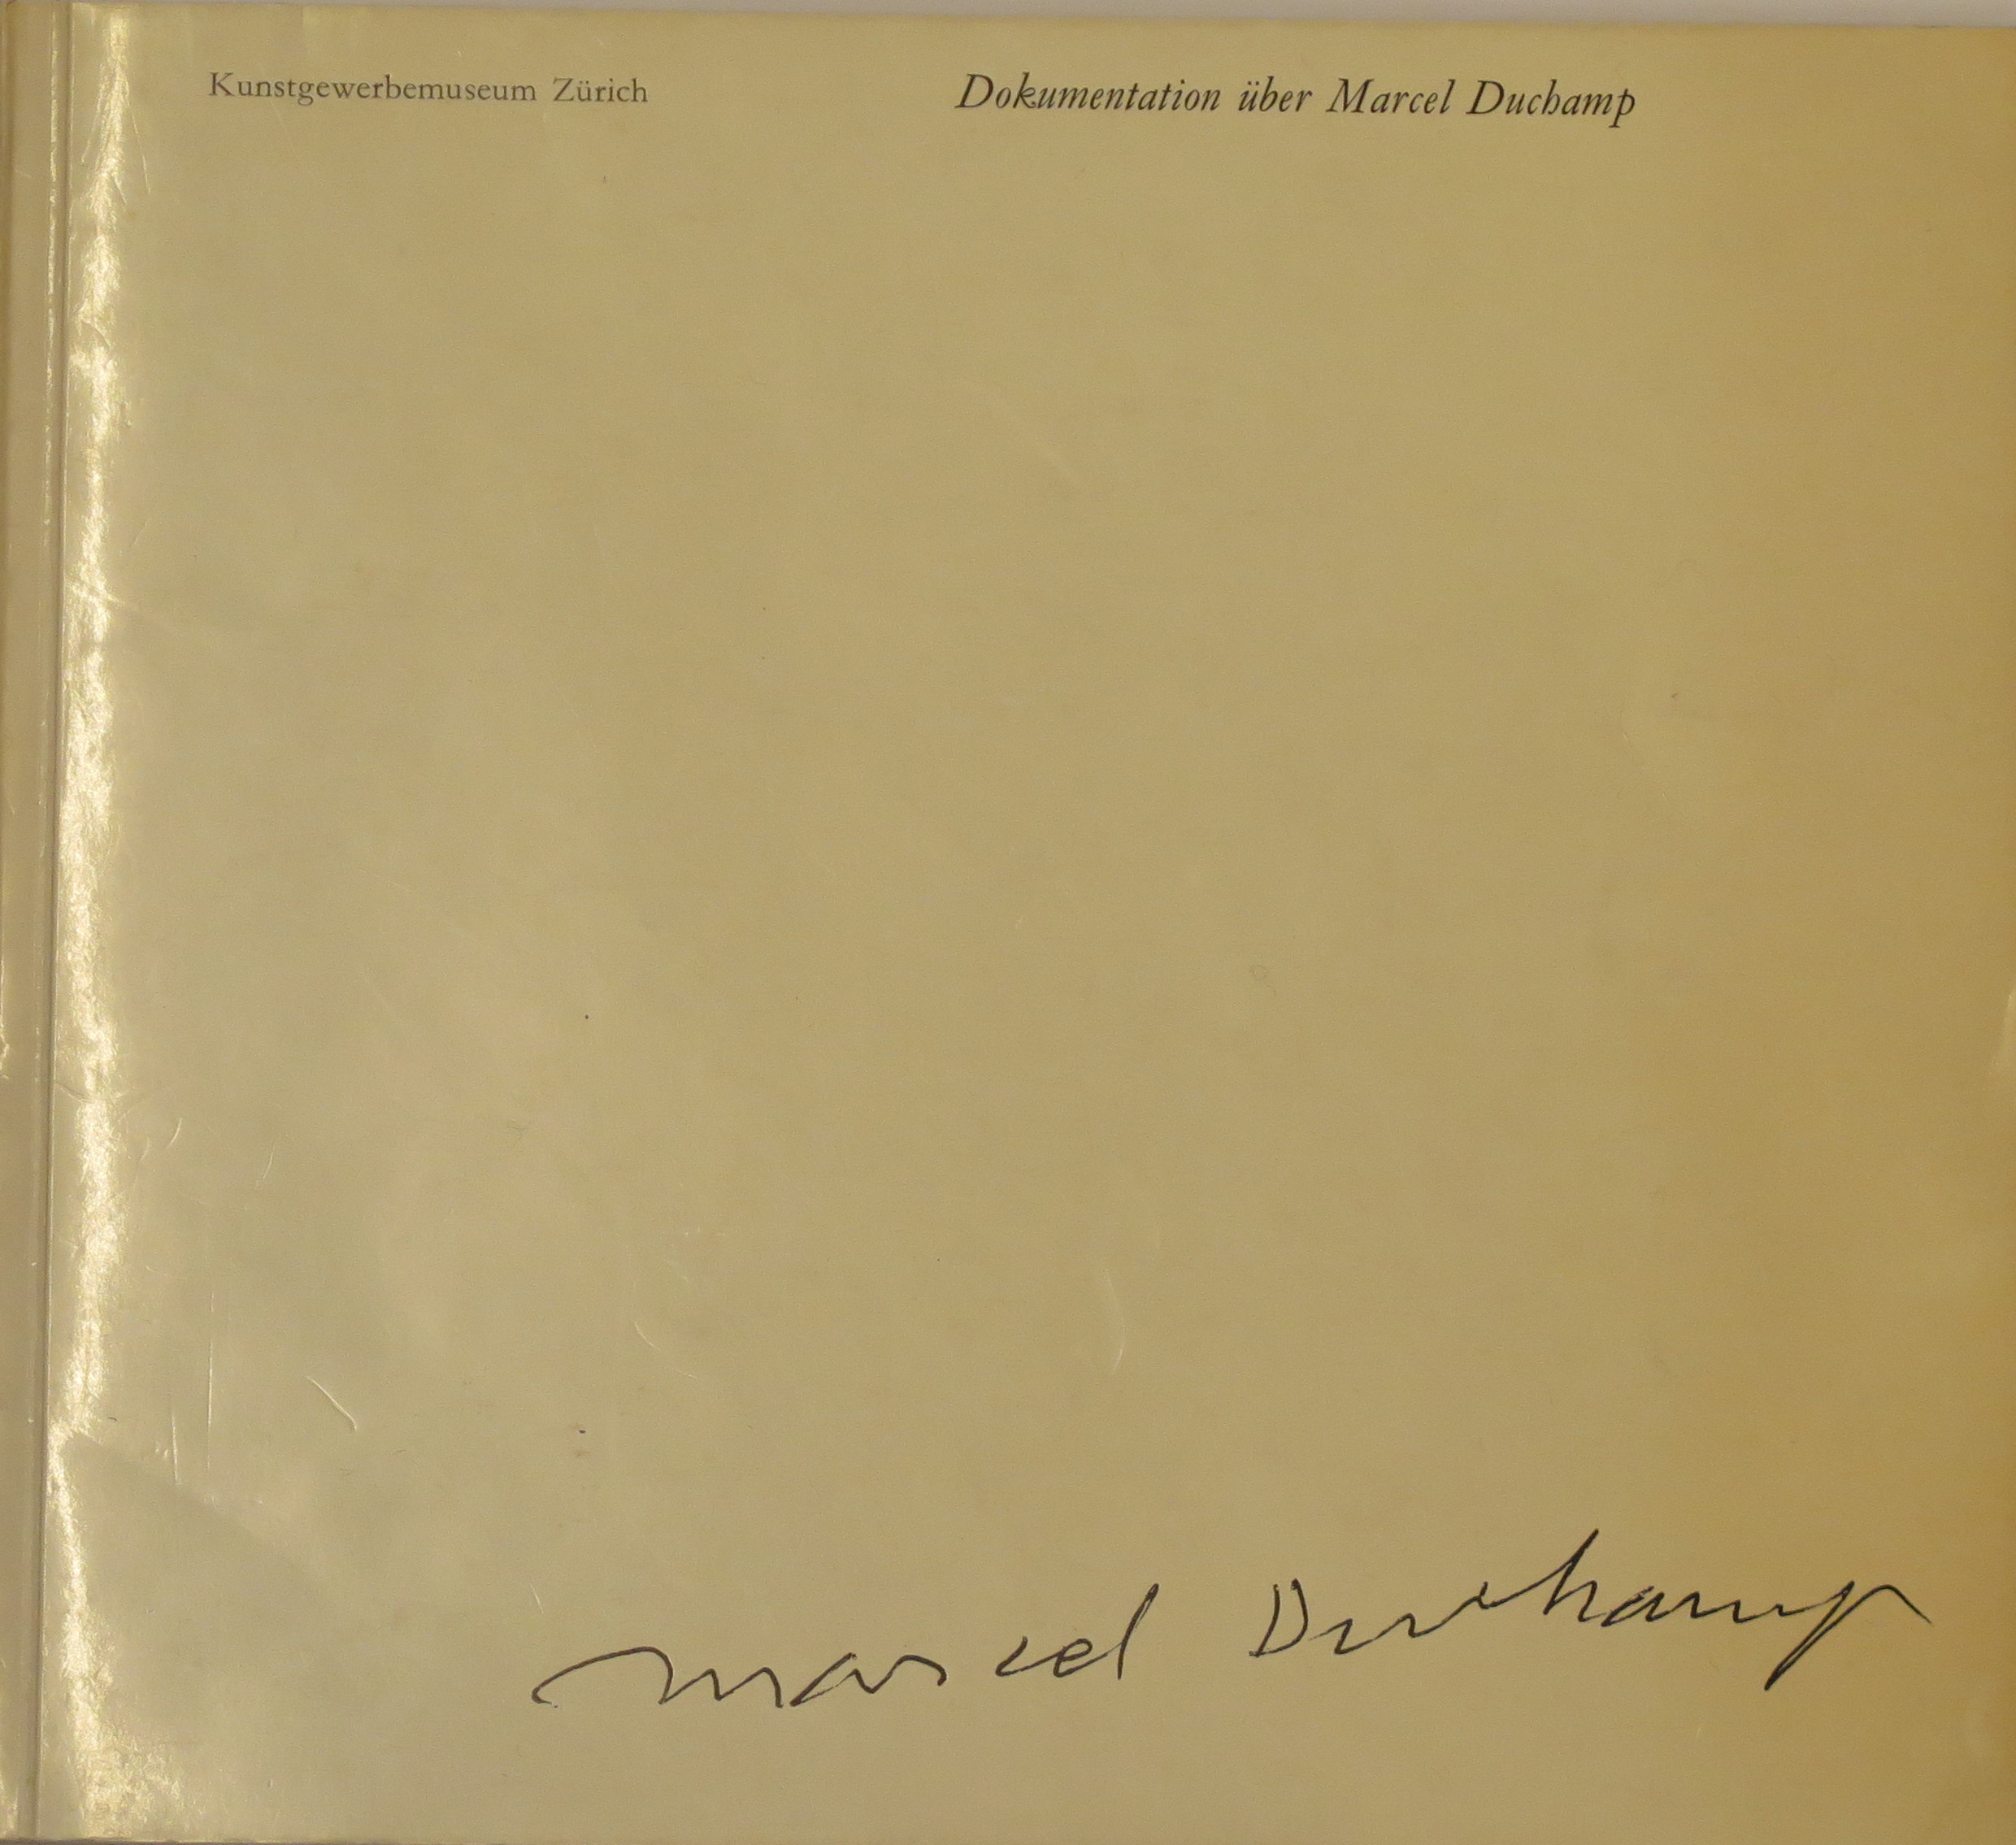 Kunstgewerbemuseum Zürich
Dokumentation über Marcel Duchamp
Marcel Duchamp